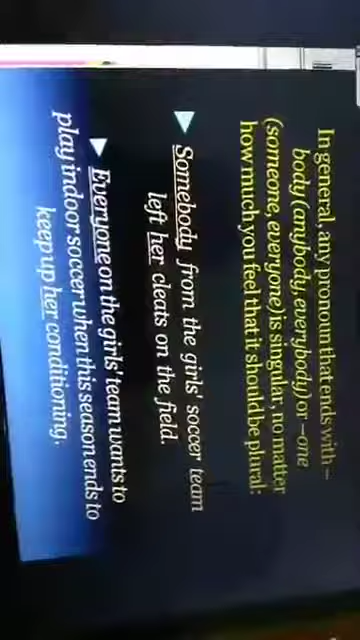 In general, any pronoun that ends with –
body (anybody, everybody) or –one
(someone, everyone) is singular, no matter
how much you feel that it should be plural:
Somebody from the girls' soccer team
left her cleats on the field.
Everyone on the girls' team wants to
play indoor soccer when this season ends to
keep up her conditioning.